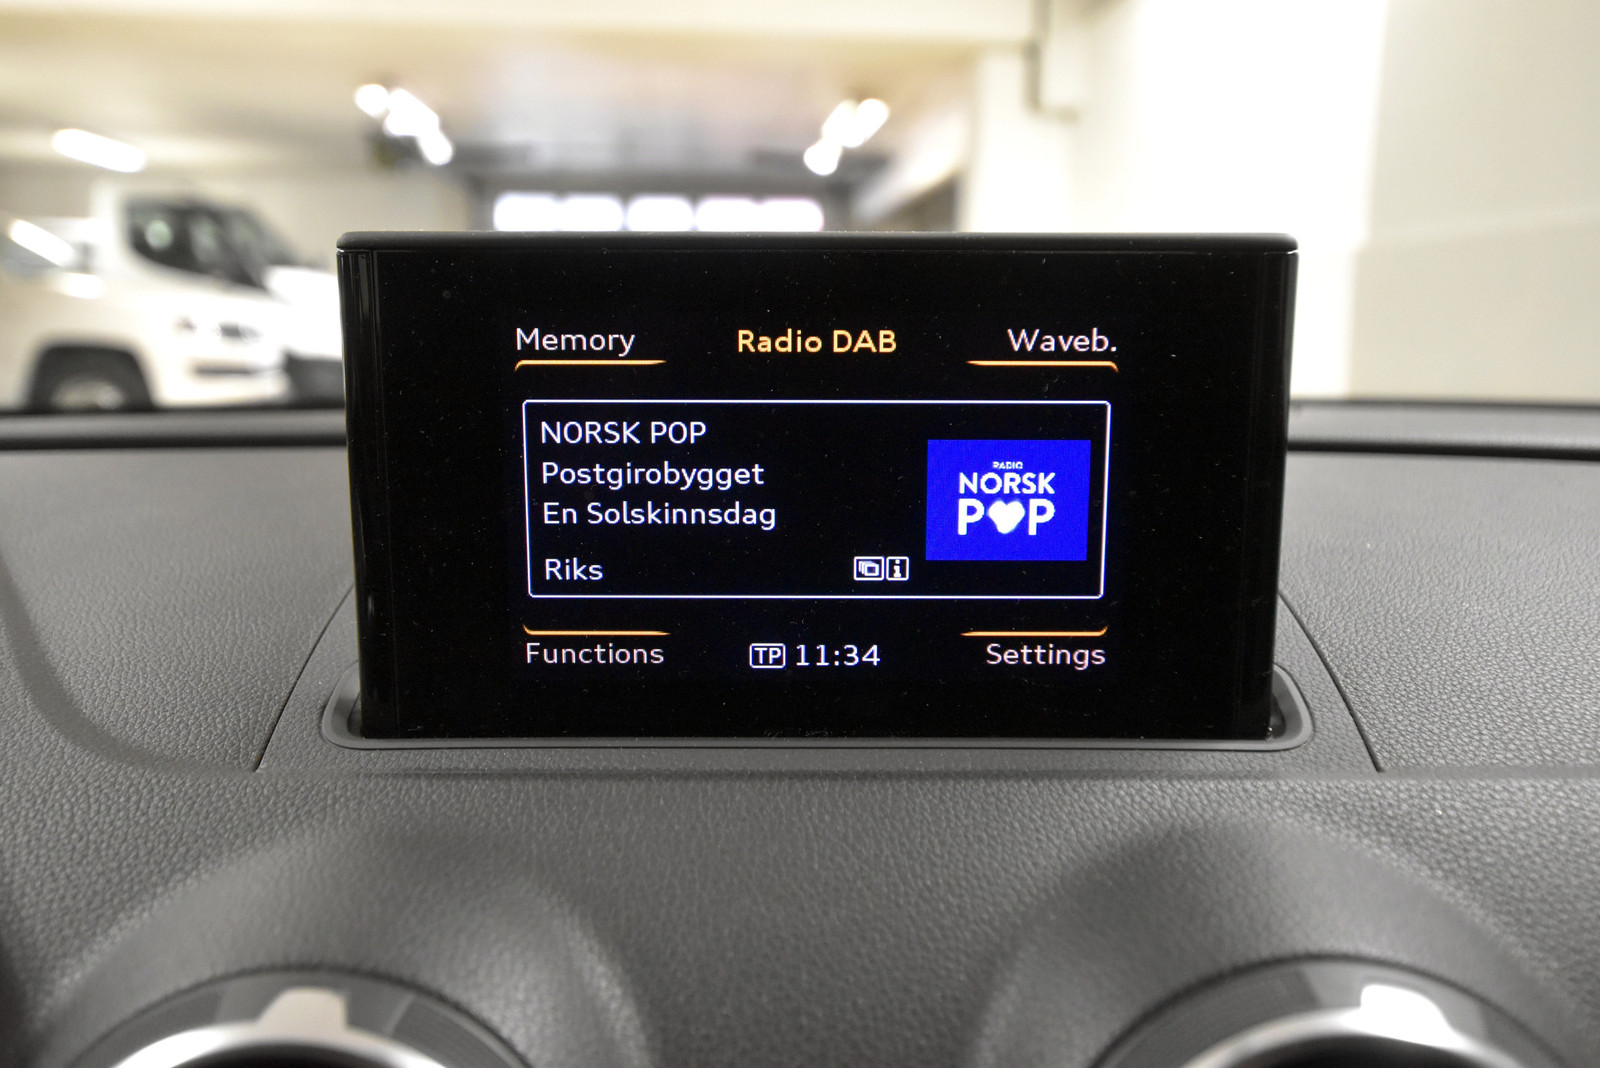 Memory Radio DAB Waveb.
NORSK POP
Postgirobygget
En Solskinnsdag
Riks
RADIO
NORSK
POP
Functions TP 11:34 Settings